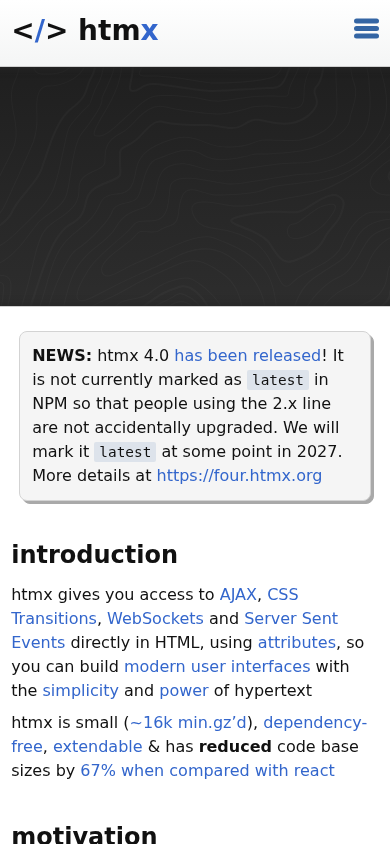 </> htmx
NEWS: htmx 4.0 has been released! It
is not currently marked as latest in
NPM so that people using the 2.x line
are not accidentally upgraded. We will
mark it latest at some point in 2027.
More details at https://four.htmx.org
introduction
htmx gives you access to AJAX, CSS
Transitions, WebSockets and Server Sent
Events directly in HTML, using attributes, so
you can build modern user interfaces with
the simplicity and power of hypertext
htmx is small (~16k min.gz’d), dependency-
free, extendable & has reduced code base
sizes by 67% when compared with react
motivation